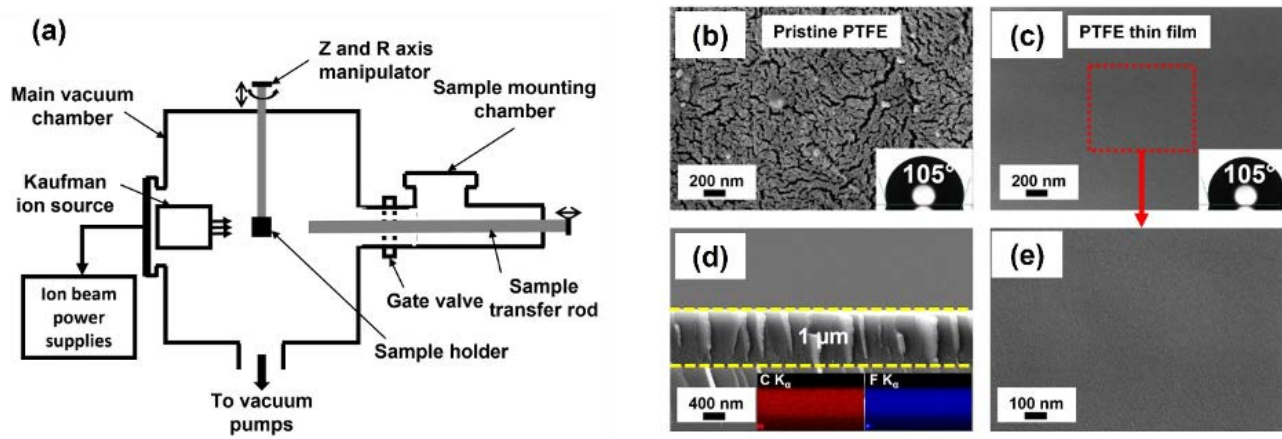 (a)
Z and R axis
manipulator
Sample mounting
chamber
Main vacuum
chamber
Kaufman
ion source
Ion beam
power
supplies
Gate valve
Sample
transfer rod
Sample holder
To vacuum
pumps
(b)
Pristine PTFE
200 nm
105°
(c)
PTFE thin film
200 nm
105°
(d)
1 μm
C Kα
F Kα
400 nm
(e)
100 nm